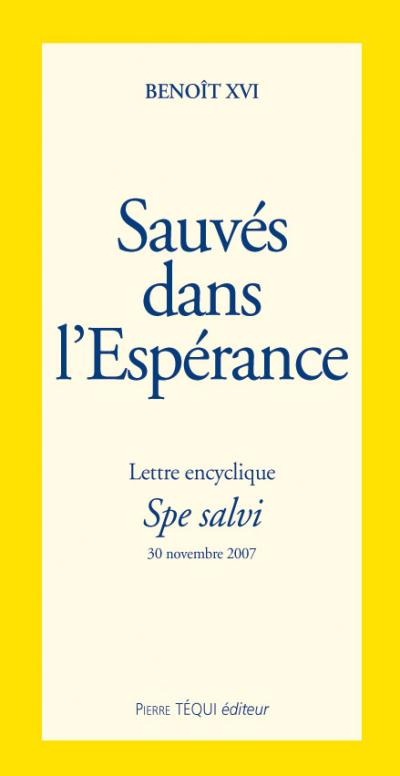 BENOÎT XVI
Sauvés
dans
l’Espérance
Lettre encyclique
Spe salvi
30 novembre 2007
PIERRE TÉQUI éditeur